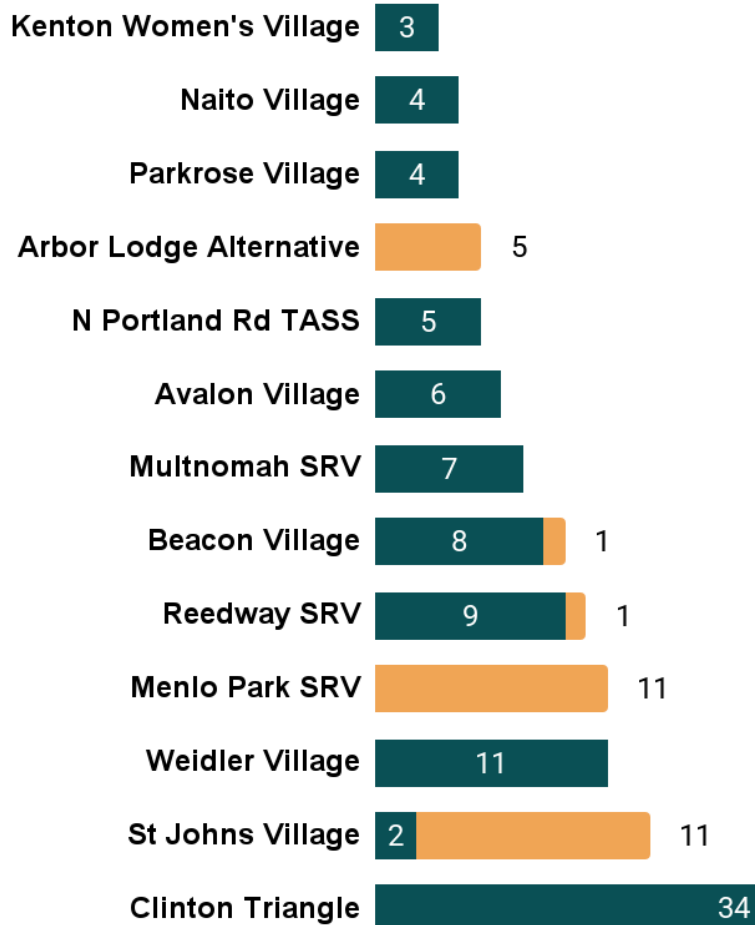 Kenton Women's Village 3
Naito Village 4
Parkrose Village 4
Arbor Lodge Alternative 5
N Portland Rd TASS 5
Avalon Village 6
Multnomah SRV 7
Beacon Village 8 1
Reedway SRV 9 1
Menlo Park SRV 11
Weidler Village 11
St Johns Village 2 11
Clinton Triangle 34